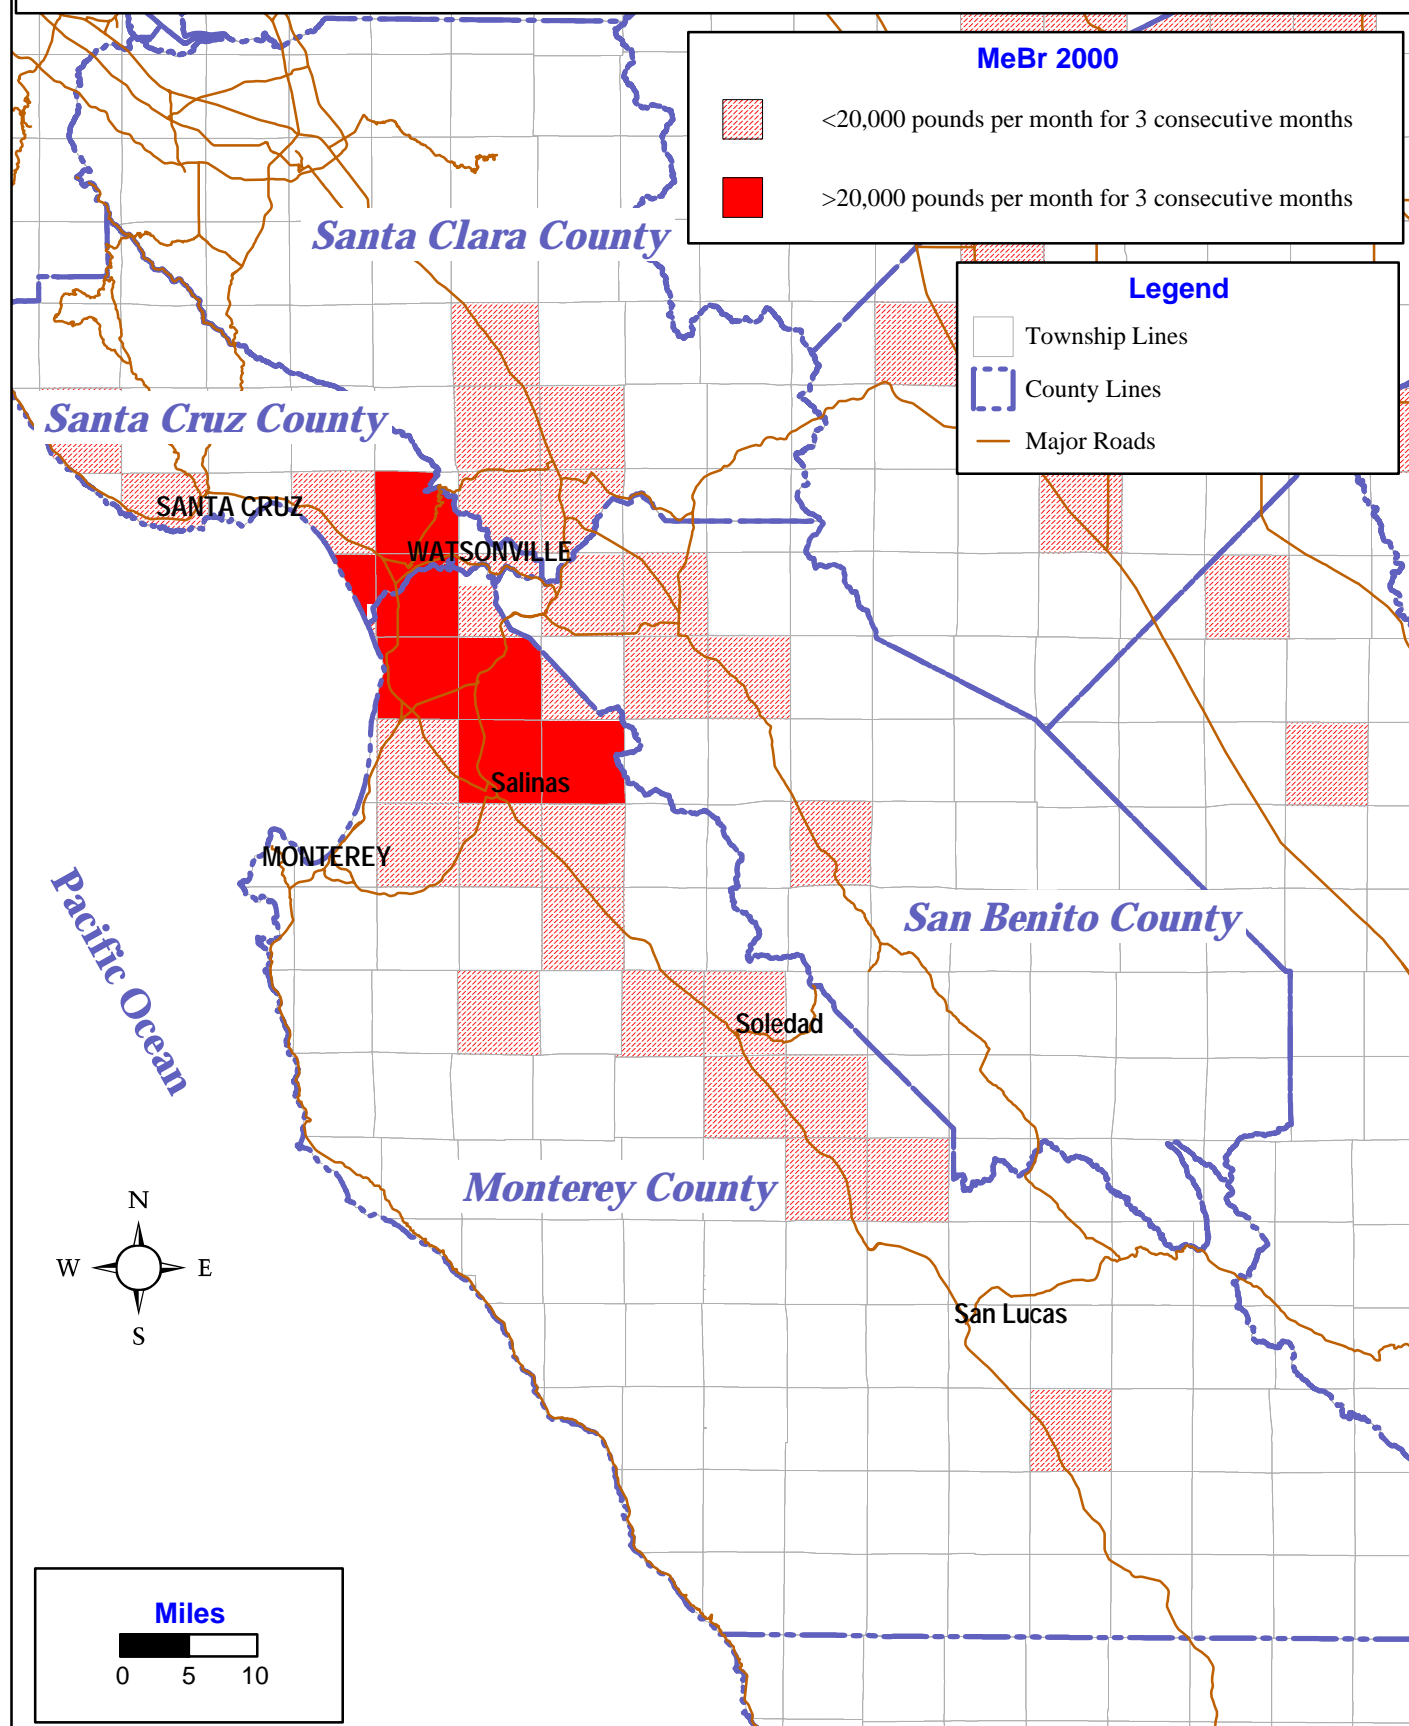 MeBr 2000
<20,000 pounds per month for 3 consecutive months
>20,000 pounds per month for 3 consecutive months
Santa Clara County
Legend
Township Lines
County Lines
Major Roads
Santa Cruz County
SANTA CRUZ
WATSONVILLE
Salinas
MONTEREY
Pacific Ocean
San Benito County
Soledad
Monterey County
N
W E
S
San Lucas
Miles
0 5 10